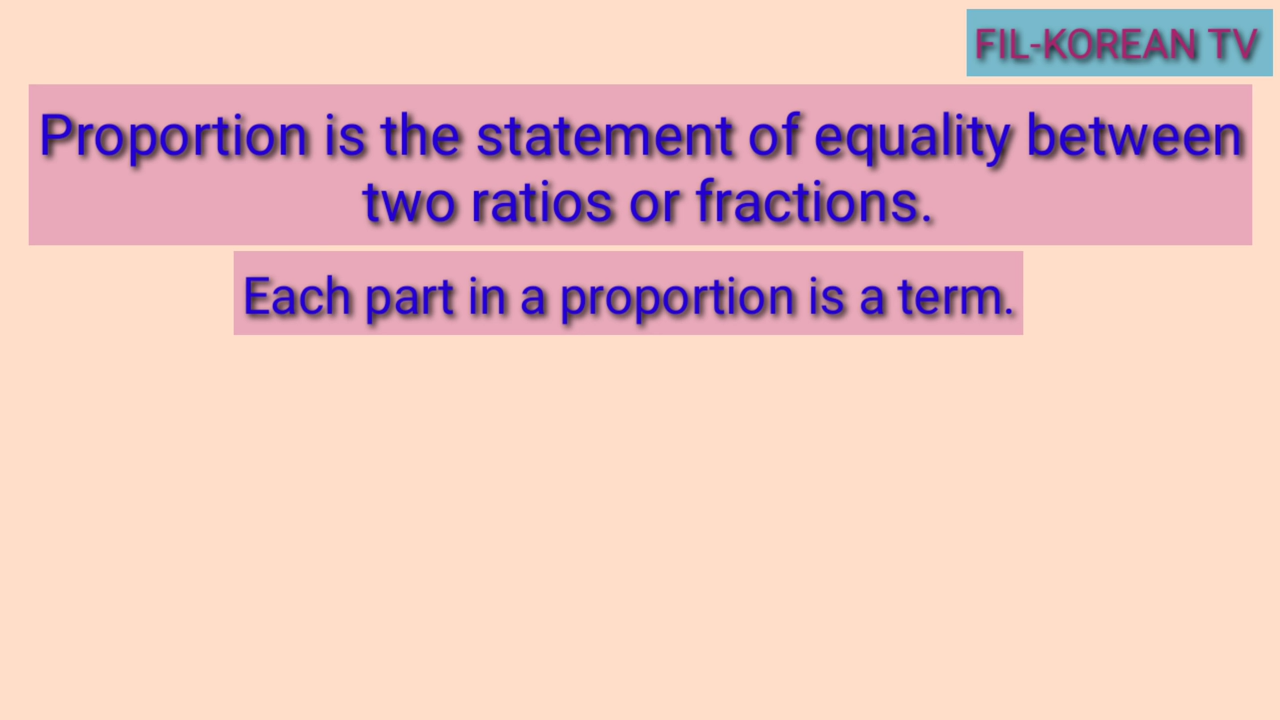 FIL-KOREAN TV
Proportion is the statement of equality between
two ratios or fractions.
Each part in a proportion is a term.